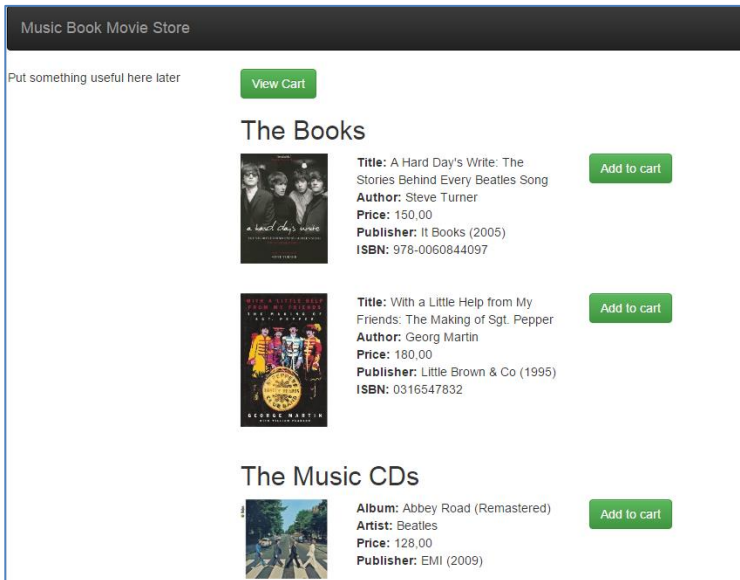 Music Book Movie Store
Put something useful here later
View Cart
The Books
a hard day's write
STEVE TURNER
Title: A Hard Day's Write: The
Stories Behind Every Beatles Song
Author: Steve Turner
Price: 150,00
Publisher: It Books (2005)
ISBN: 978-0060844097
Add to cart
WITH A LITTLE HELP
FROM MY FRIENDS
THE MAKING OF
SGT. PEPPER
GEORGE MARTIN
Title: With a Little Help from My
Friends: The Making of Sgt. Pepper
Author: Georg Martin
Price: 180,00
Publisher: Little Brown & Co (1995)
ISBN: 0316547832
Add to cart
The Music CDs
Album: Abbey Road (Remastered)
Artist: Beatles
Price: 128,00
Publisher: EMI (2009)
Add to cart